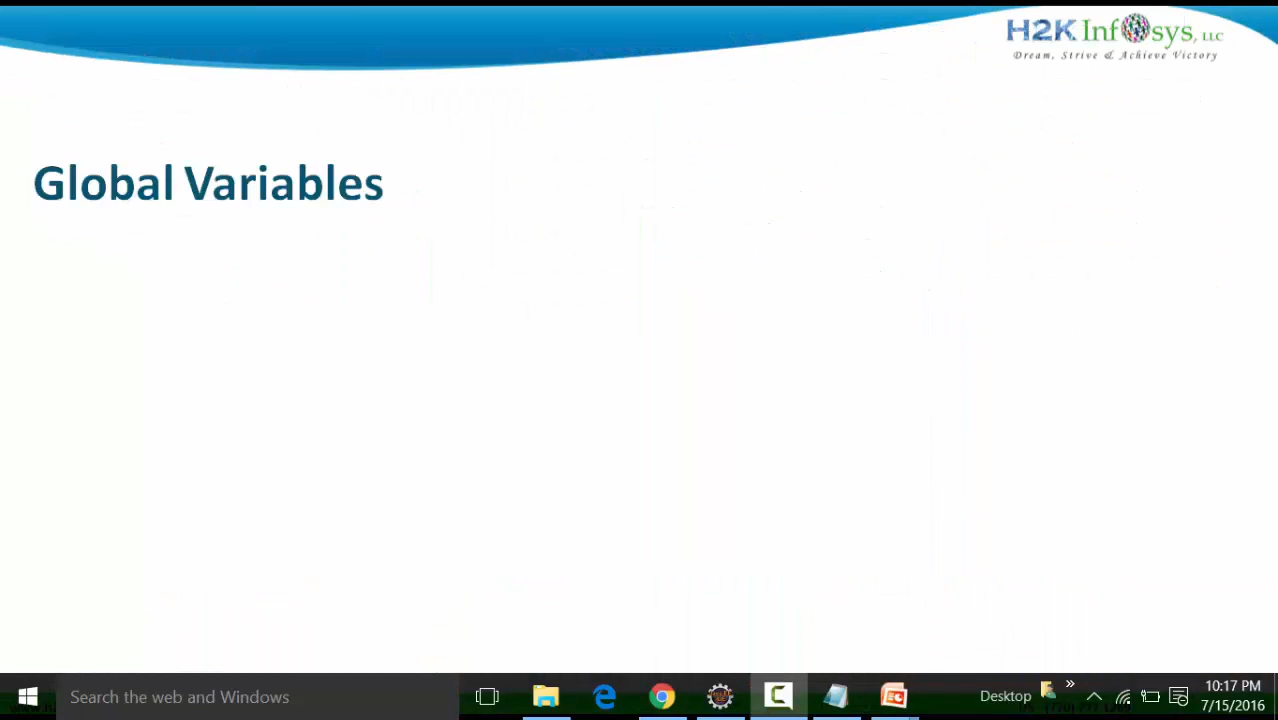 H2K Infosys, LLC
Dream, Strive & Achieve Victory
Global Variables
Search the web and Windows
Desktop
10:17 PM
7/15/2016